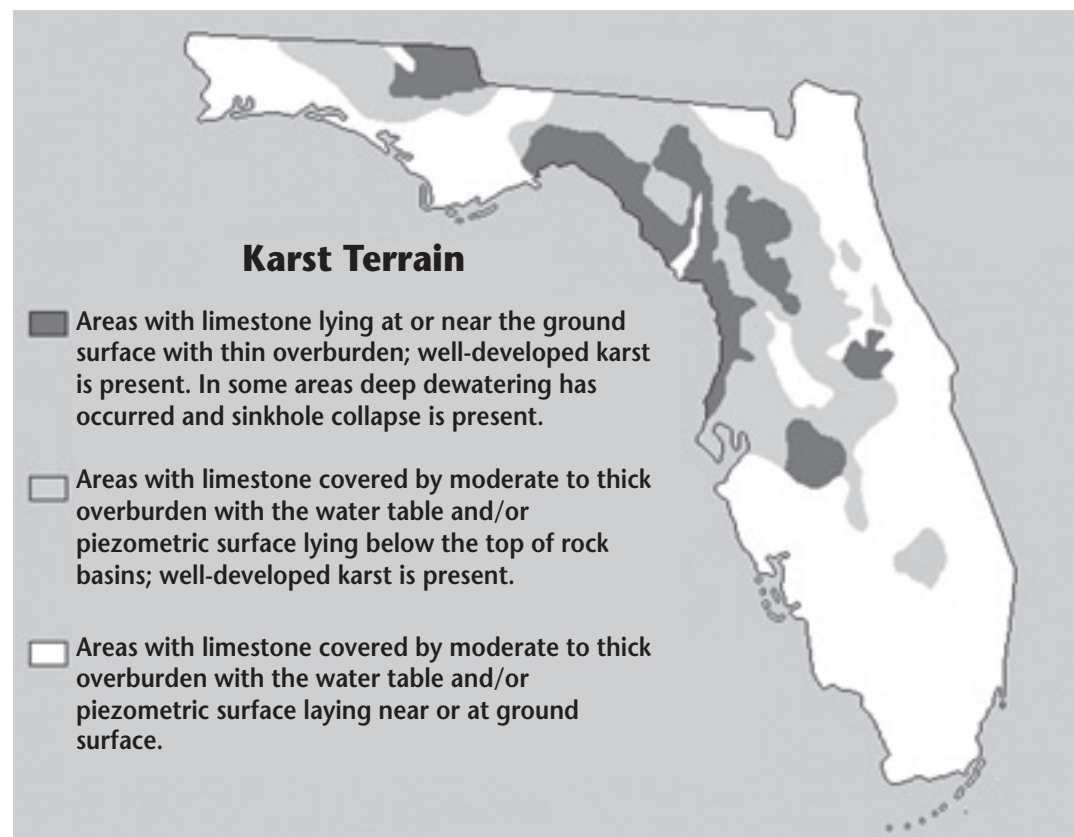 Karst Terrain
Areas with limestone lying at or near the ground
surface with thin overburden; well-developed karst
is present. In some areas deep dewatering has
occurred and sinkhole collapse is present.
Areas with limestone covered by moderate to thick
overburden with the water table and/or
piezometric surface lying below the top of rock
basins; well-developed karst is present.
Areas with limestone covered by moderate to thick
overburden with the water table and/or
piezometric surface laying near or at ground
surface.